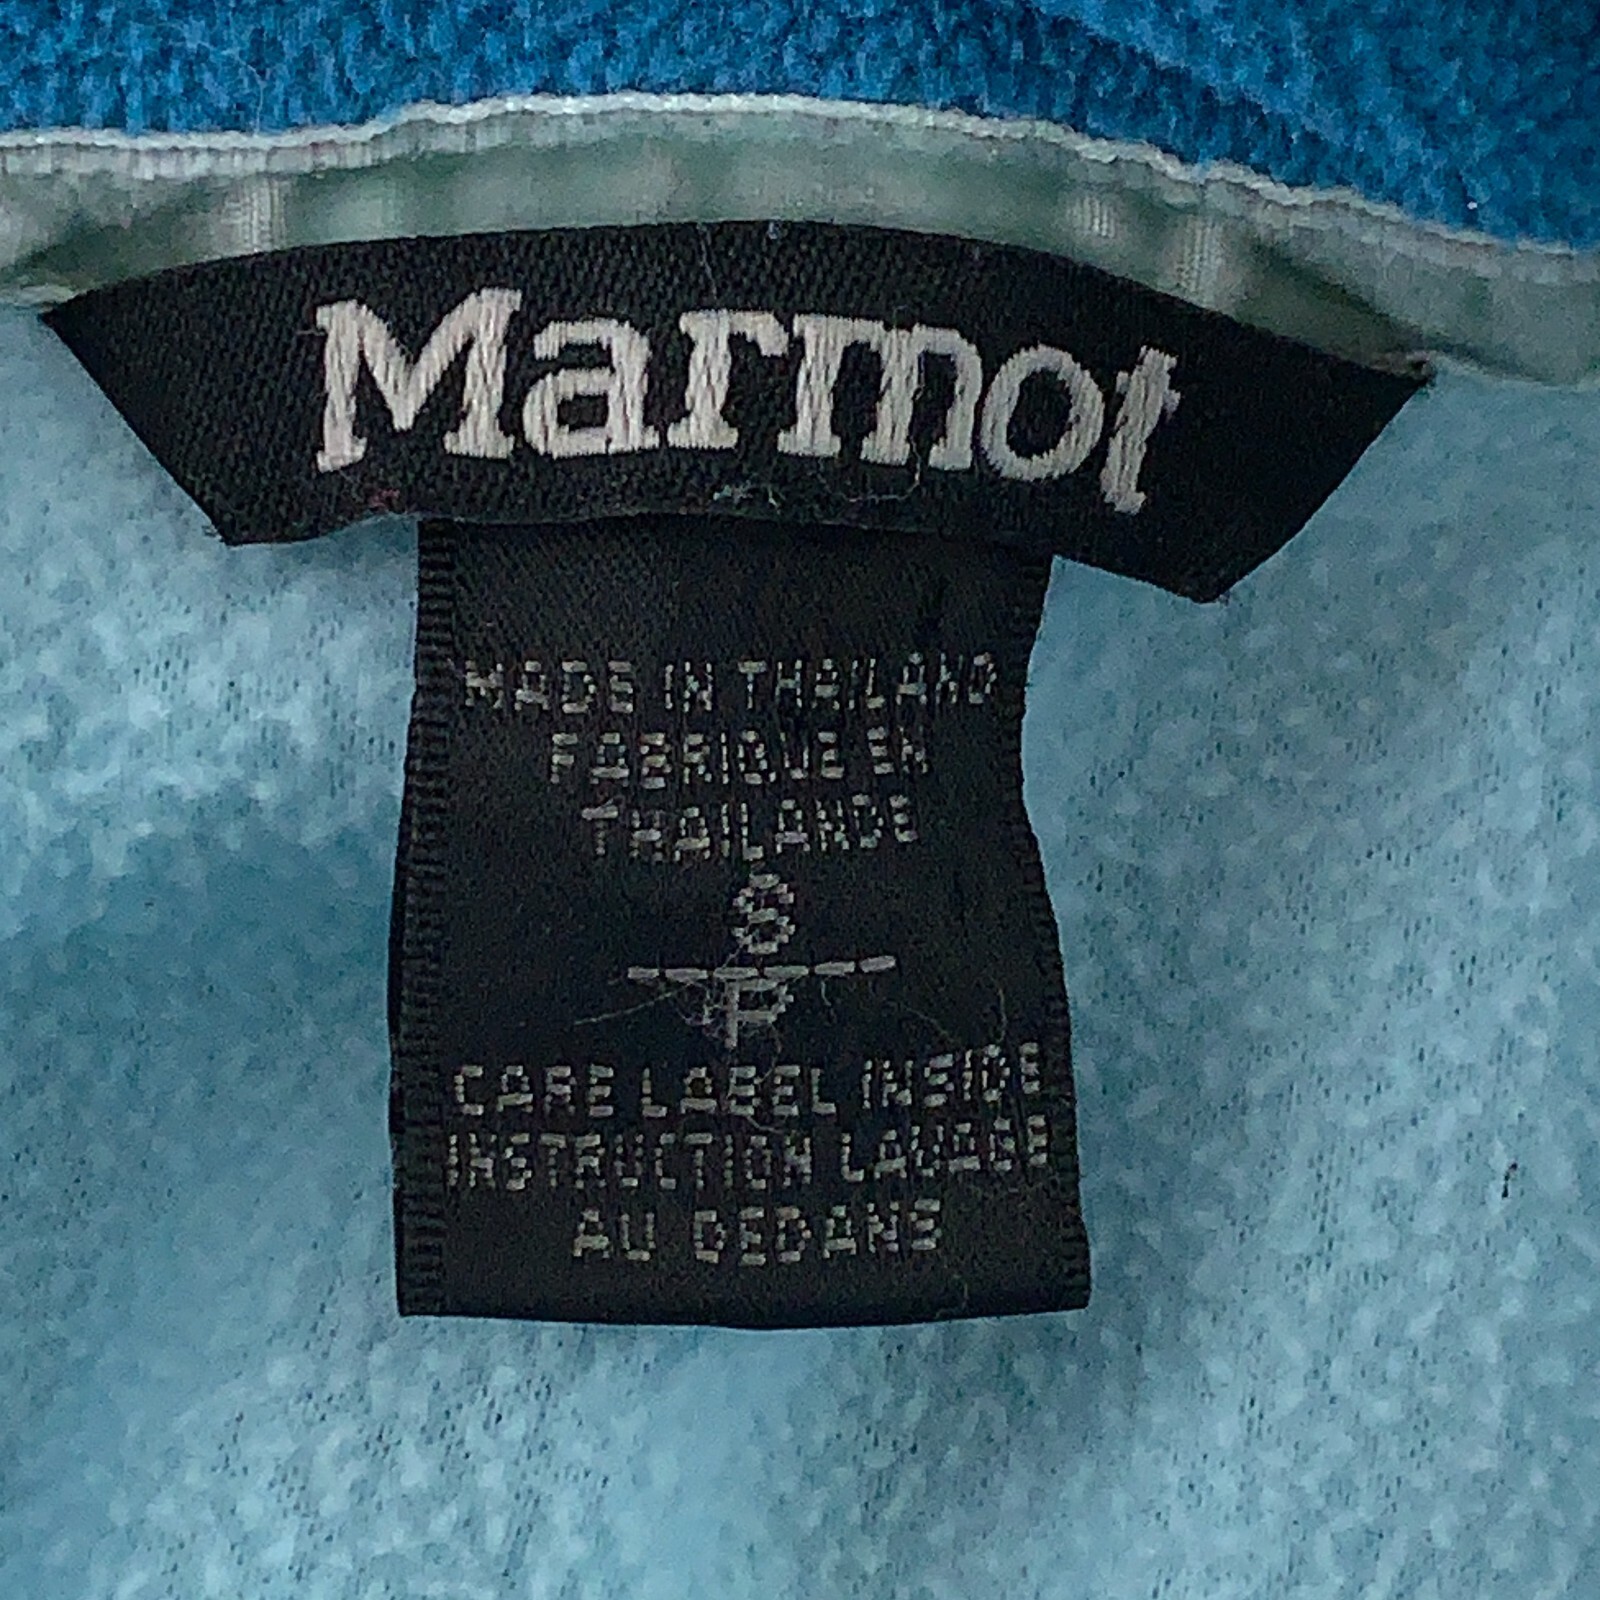 Marmot
MADE IN THAILAND
FABRIQUE EN
THAILANDE
S
P
CARE LABEL INSIDE
INSTRUCTION LAVAGE
AU DEDANS